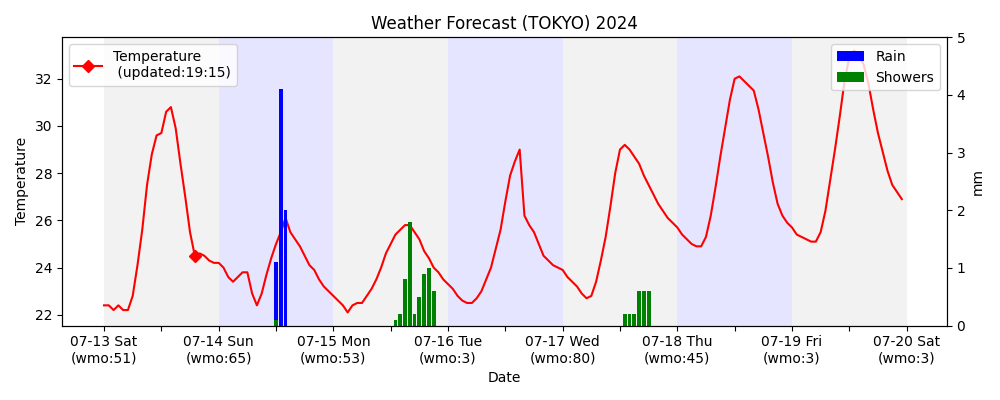 Weather Forecast (TOKYO) 2024
Temperature
(updated:19:15)
Rain
Showers
Temperature
32
30
28
26
24
22
5
4
3
2
1
0
mm
07-13 Sat
(wmo:51)
07-14 Sun
(wmo:65)
07-15 Mon
(wmo:53)
07-16 Tue
(wmo:3)
07-17 Wed
(wmo:80)
07-18 Thu
(wmo:45)
07-19 Fri
(wmo:3)
07-20 Sat
(wmo:3)
Date